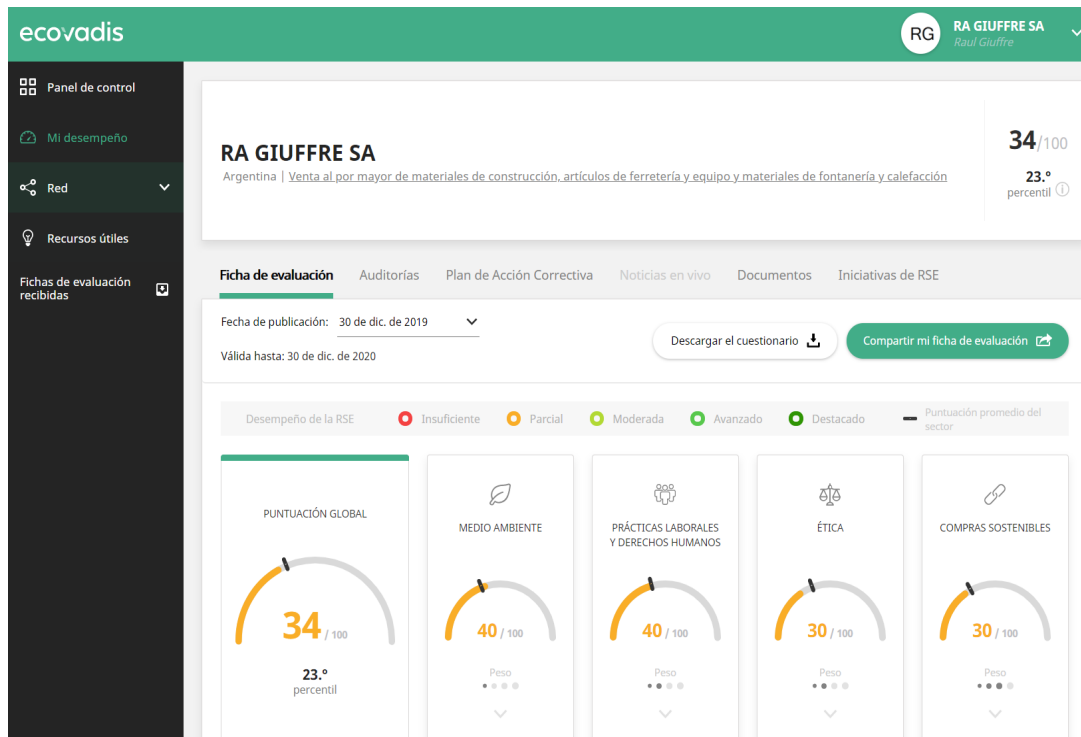 ecovadis
RG
RA GIUFFRE SA
Raul Giuffre
Panel de control
Mi desempeño
Red
Recursos útiles
Fichas de evaluación
recibidas
RA GIUFFRE SA
Argentina | Venta al por mayor de materiales de construcción, artículos de ferretería y equipo y materiales de fontanería y calefacción
34/100
23.º
percentil
Ficha de evaluación
Auditorías
Plan de Acción Correctiva
Noticias en vivo
Documentos
Iniciativas de RSE
Fecha de publicación: 30 de dic. de 2019
Válida hasta: 30 de dic. de 2020
Descargar el cuestionario
Compartir mi ficha de evaluación
Desempeño de la RSE
Insuficiente
Parcial
Moderada
Avanzado
Destacado
Puntuación promedio del
sector
PUNTUACIÓN GLOBAL
34 / 100
23.º
percentil
MEDIO AMBIENTE
40 / 100
Peso
PRÁCTICAS LABORALES
Y DERECHOS HUMANOS
40 / 100
Peso
ÉTICA
30 / 100
Peso
COMPRAS SOSTENIBLES
30 / 100
Peso